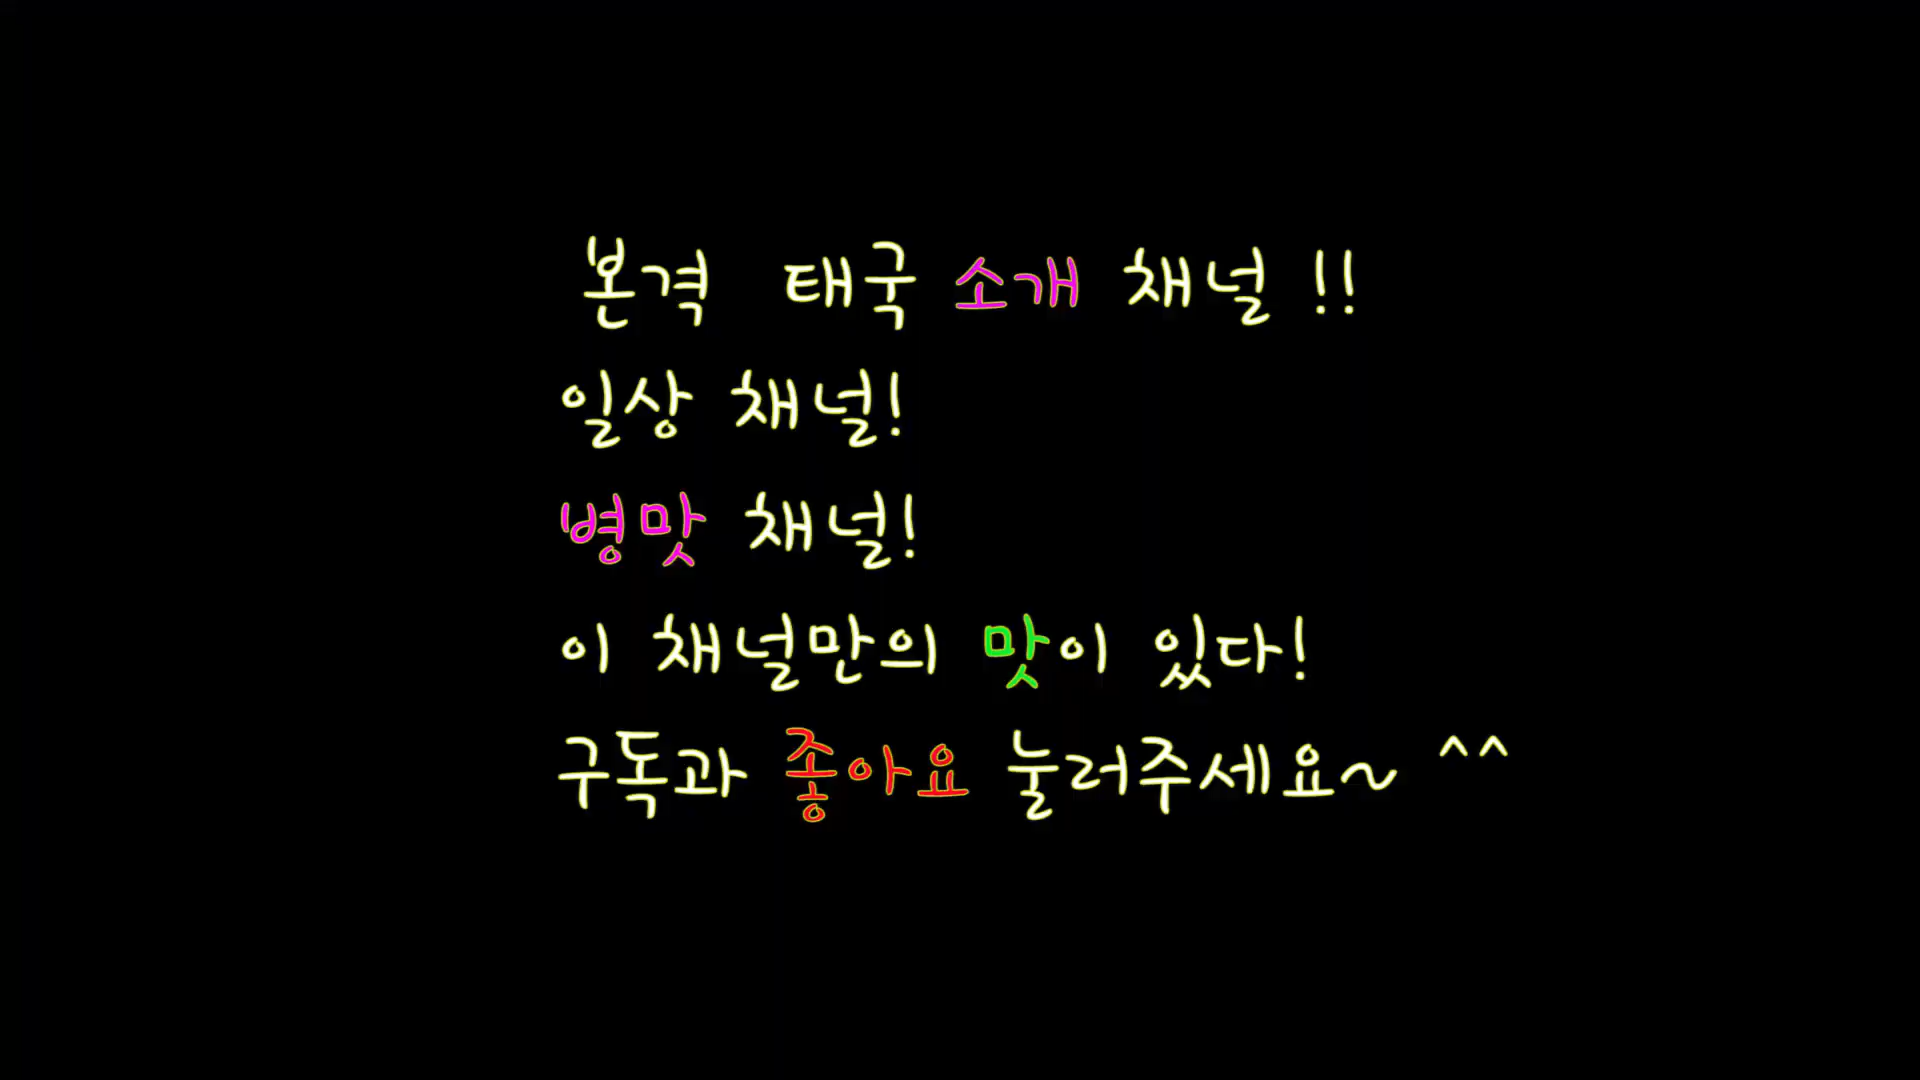 본격 태국 소개 채널 !!
일상 채널!
병맛 채널!
이 채널만의 맛이 있다!
구독과 좋아요 눌러주세요~ ^^